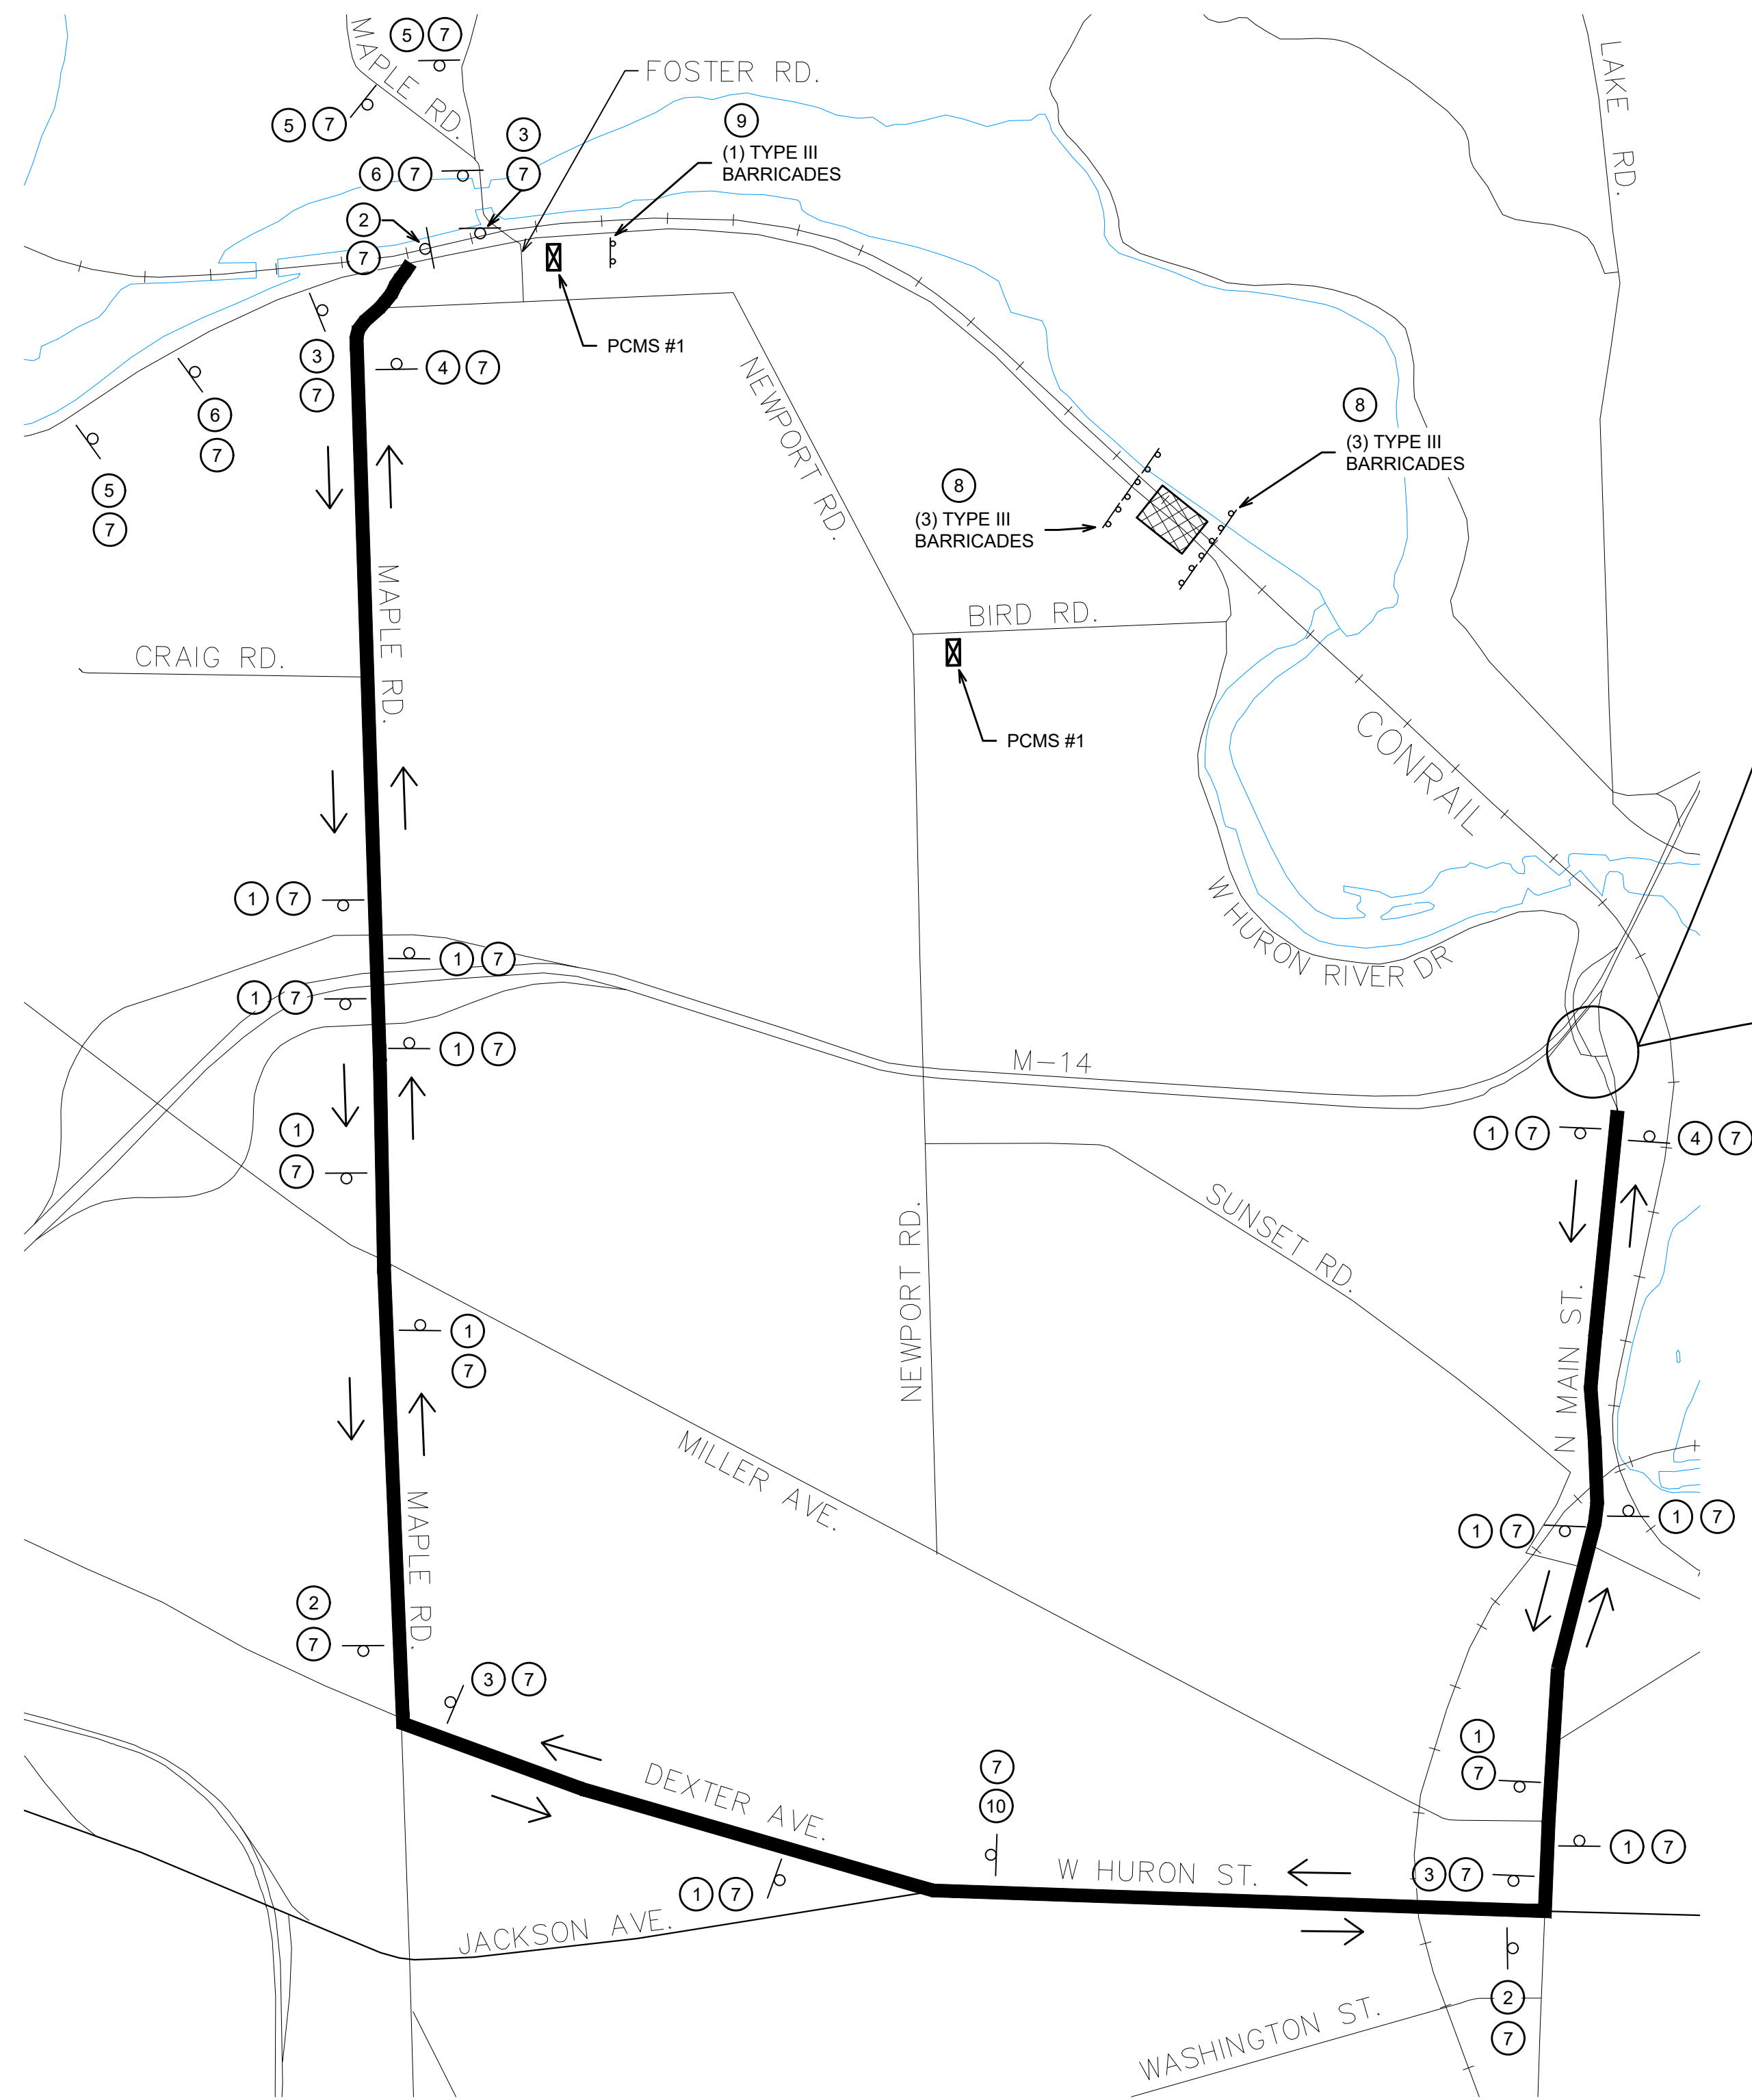 MAPLE RD.
5 7
FOSTER RD.
LAKE RD.
5 7
3
7
9
(1) TYPE III
BARRICADES
6 7
2
7
PCMS #1
3
7
4 7
6
7
5
7
NEWPORT RD.
8
(3) TYPE III
BARRICADES
8
(3) TYPE III
BARRICADES
MAPLE RD.
BIRD RD.
CRAIG RD.
PCMS #1
CONRAIL
1 7
W HURON RIVER DR
1 7
1 7
1 7
M-14
1
7
1 7
4 7
SUNSET RD.
NEWPORT RD.
N MAIN ST.
1
7
MILLER AVE.
MAPLE RD.
1 7
1 7
2
7
3 7
1
7
DEXTER AVE.
7
10
W HURON ST.
1 7
3 7
1 7
JACKSON AVE.
2
7
WASHINGTON ST.